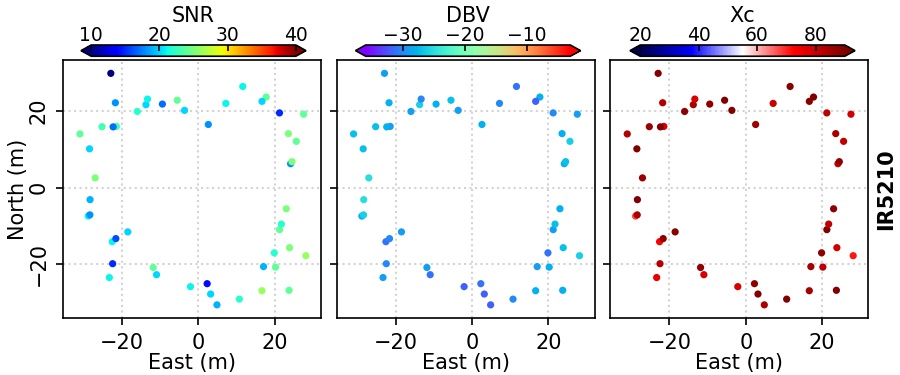 SNR DBV Xc
10 20 30 40 −30 −20 −10 20 40 60 80
20
0
−20
North (m)
IR5210
−20 0 20 −20 0 20 −20 0 20
East (m) East (m) East (m)